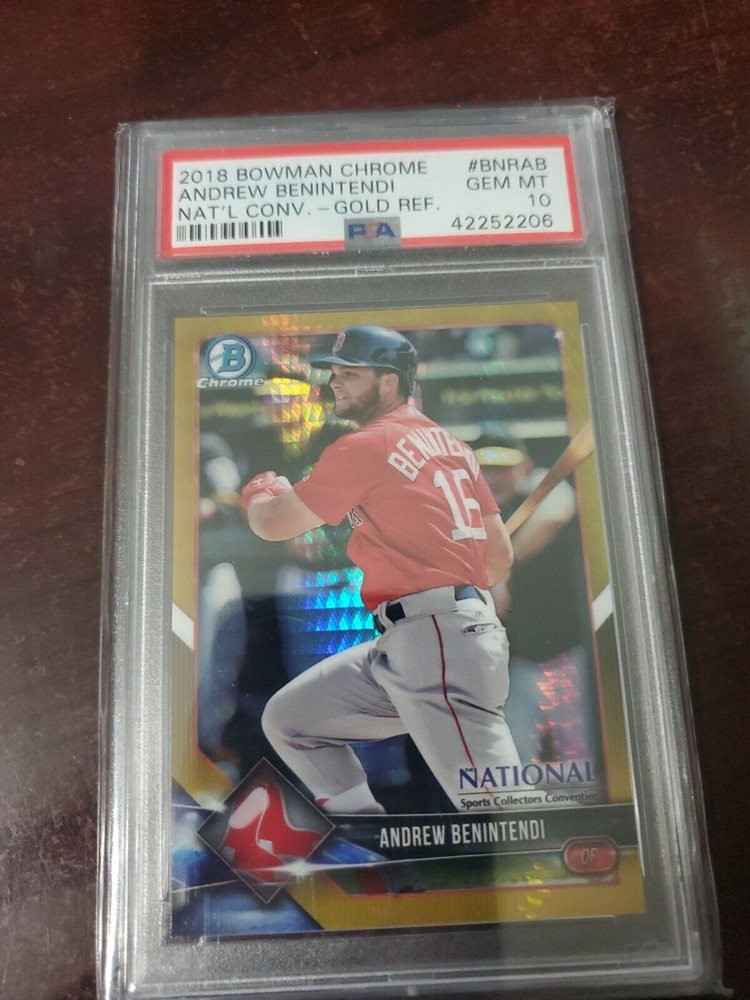 2018 BOWMAN CHROME #BNRAB
ANDREW BENINTENDI GEM MT
NAT'L CONV. -GOLD REF. 10
PSA 42252206
B
Chrome
16
THE
NATIONAL
Sports Collectors Convention
ANDREW BENINTENDI
OF